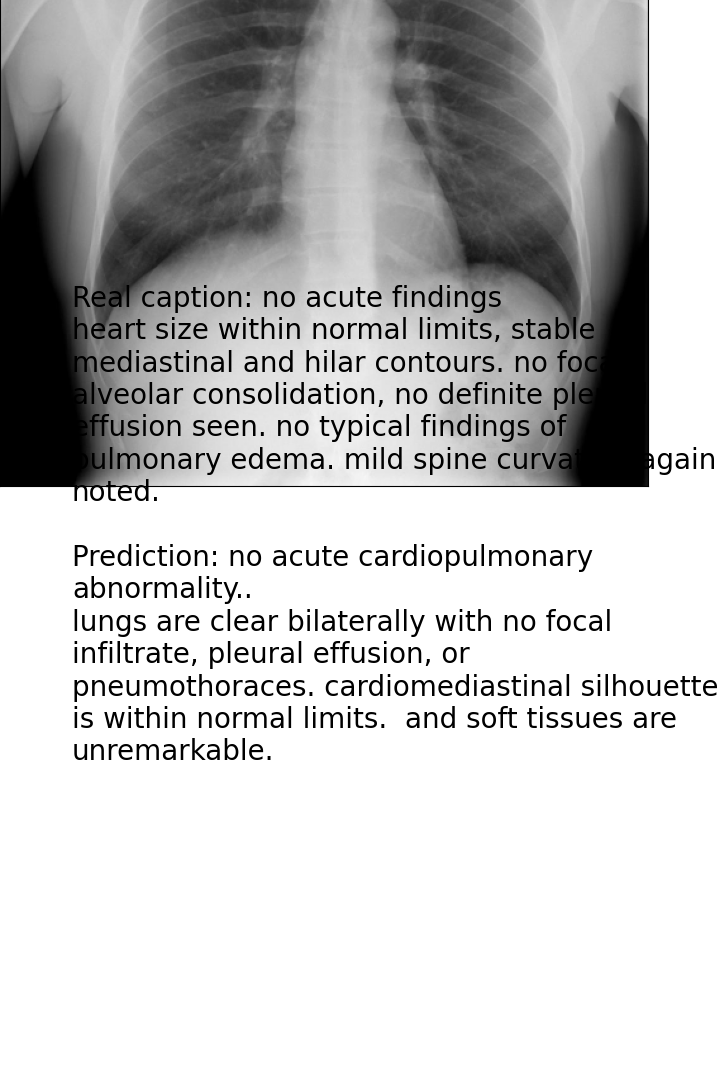 Real caption: no acute findings
heart size within normal limits, stable
mediastinal and hilar contours. no
alveolar consolidation, no definite
effusion seen. no typical findings of
pulmonary edema. mild spine again
noted.
Prediction: no acute cardiopulmonary
abnormality..
lungs are clear bilaterally with no focal
infiltrate, pleural effusion, or
pneumothoraces. cardiomediastinal silhouette
is within normal limits.  and soft tissues are
unremarkable.